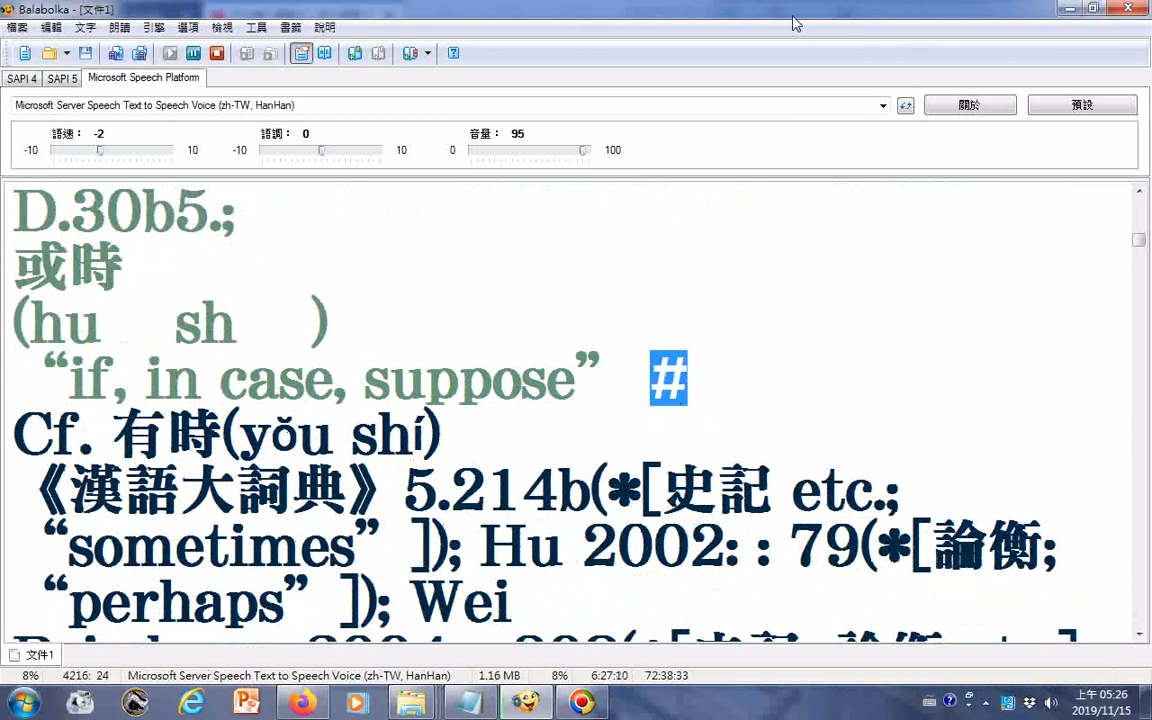 Balabolka - [文件1]
檔案 編輯 文字 朗讀 引擎 選項 檢視 工具 書籤 說明
SAPI 4 SAPI 5 Microsoft Speech Platform
Microsoft Server Speech Text to Speech Voice (zh-TW, HanHan) 關於 預設
語速： -2 語調： 0 音量： 95
-10 10 -10 10 0 100
D.30b5.;
或時
(hu sh )
“if, in case, suppose” #
Cf. 有時(yǒu shí)
《漢語大詞典》5.214b(*[史記 etc.;
“sometimes” ]); Hu 2002: : 79(*[論衡;
“perhaps” ]); Wei
文件1
8% 4216: 24 Microsoft Server Speech Text to Speech Voice (zh-TW, HanHan) 1.16 MB 8% 6:27:10 72:38:33
上午 05:26
2019/11/15